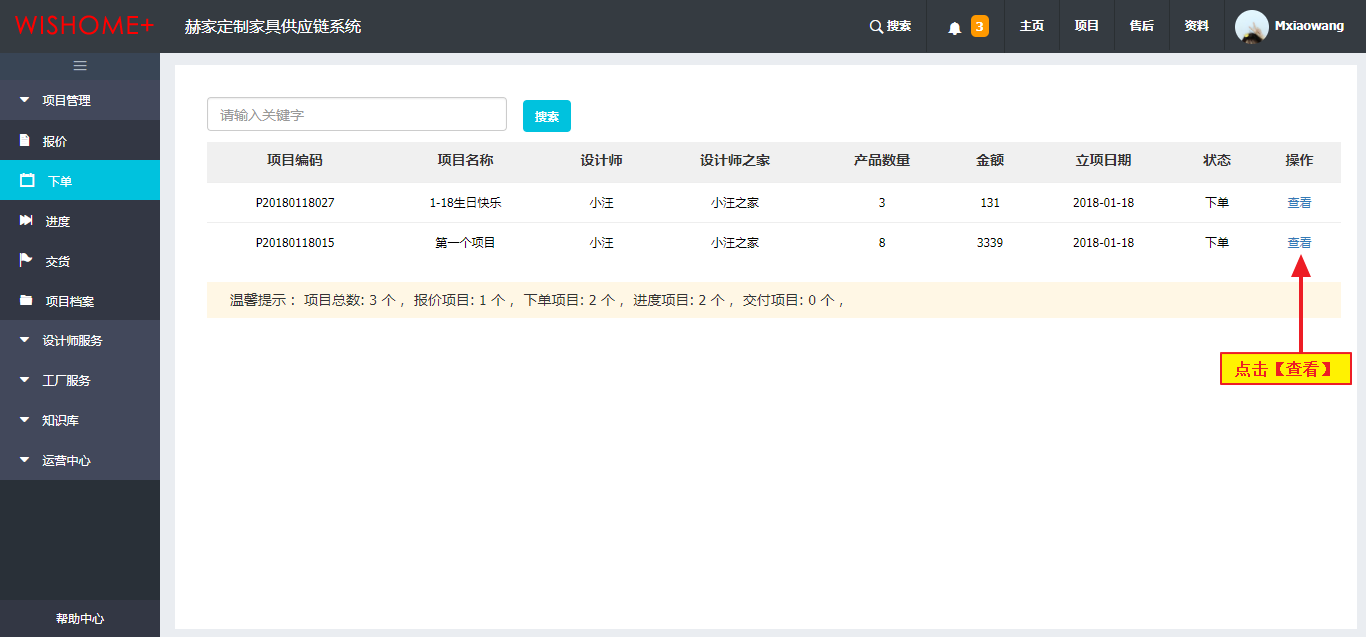 WISHOME+ 赫家定制家具供应链系统 搜索 3 主页 项目 售后 资料 Mxiaowang
项目管理
报价
下单
进度
交货
项目档案
设计师服务
工厂服务
知识库
运营中心
帮助中心
请输入关键字 搜索
项目编码 项目名称 设计师 设计师之家 产品数量 金额 立项日期 状态 操作
P20180118027 1-18生日快乐 小汪 小汪之家 3 131 2018-01-18 下单 查看
P20180118015 第一个项目 小汪 小汪之家 8 3339 2018-01-18 下单 查看
温馨提示： 项目总数: 3 个， 报价项目: 1 个， 下单项目: 2 个， 进度项目: 2 个， 交付项目: 0 个，
点击【查看】